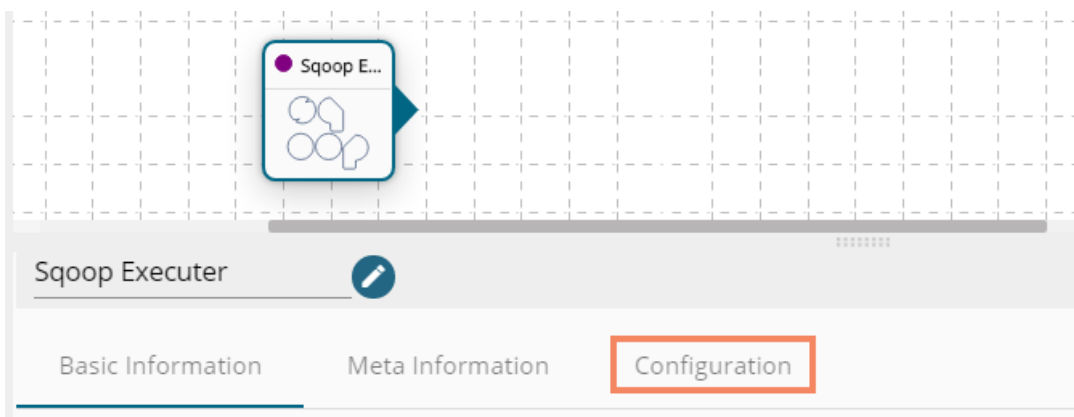 Sqoop E...
Sqoop Executer
Basic Information
Meta Information
Configuration